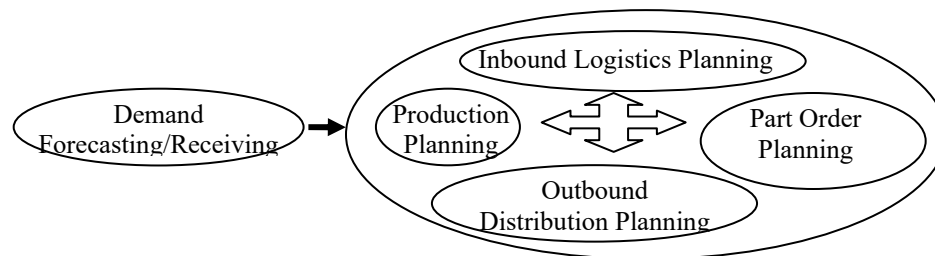 Inbound Logistics Planning
Demand
Forecasting/Receiving
Production
Planning
Part Order
Planning
Outbound
Distribution Planning